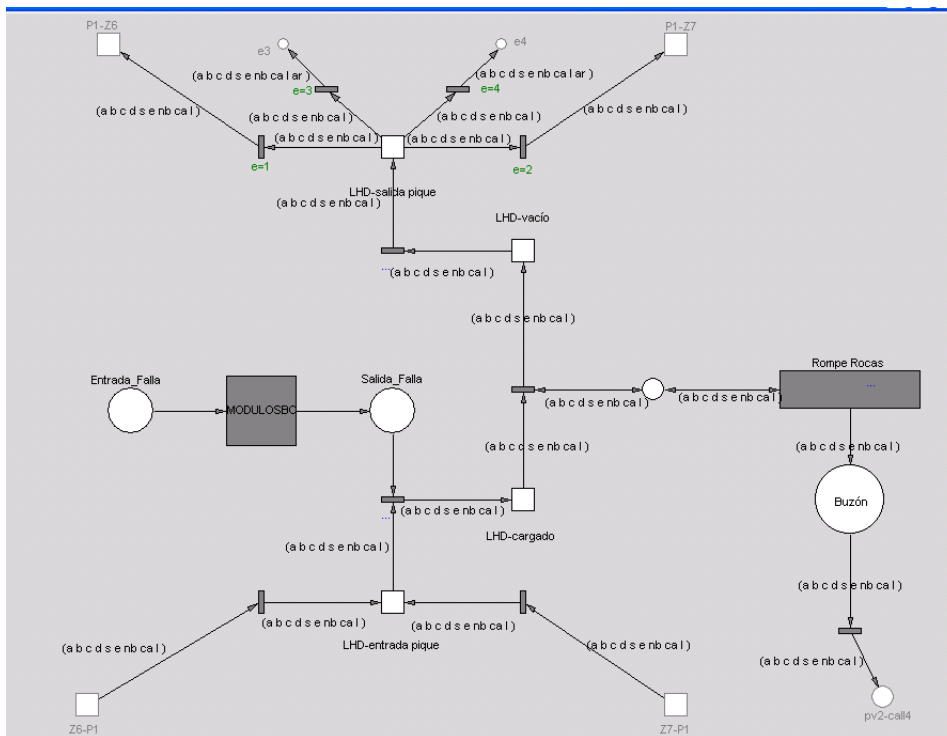 P1-Z6
P1-Z7
e3
e4
(a b c d s e n b c a l a r)
(a b c d s e n b c a l a r)
e=3
e=4
(a b c d s e n b c a l)
(a b c d s e n b c a l)
(a b c d s e n b c a l)
(a b c d s e n b c a l)
(a b c d s e n b c a l)
(a b c d s e n b c a l)
e=1
e=2
LHD-salida pique
(a b c d s e n b c a l)
LHD-vacío
...
(a b c d s e n b c a l)
(a b c d s e n b c a l)
Entrada_Falla
Salida_Falla
Rompe Rocas
...
MODULOSBC
(a b c d s e n b c a l)
(a b c d s e n b c a l)
(a b c d s e n b c a l)
(a b c d s e n b c a l)
Buzón
(a b c d s e n b c a l)
...
LHD-cargado
(a b c d s e n b c a l)
(a b c d s e n b c a l)
(a b c d s e n b c a l)
(a b c d s e n b c a l)
LHD-entrada pique
(a b c d s e n b c a l)
(a b c d s e n b c a l)
(a b c d s e n b c a l)
Z6-P1
Z7-P1
pv2-call4